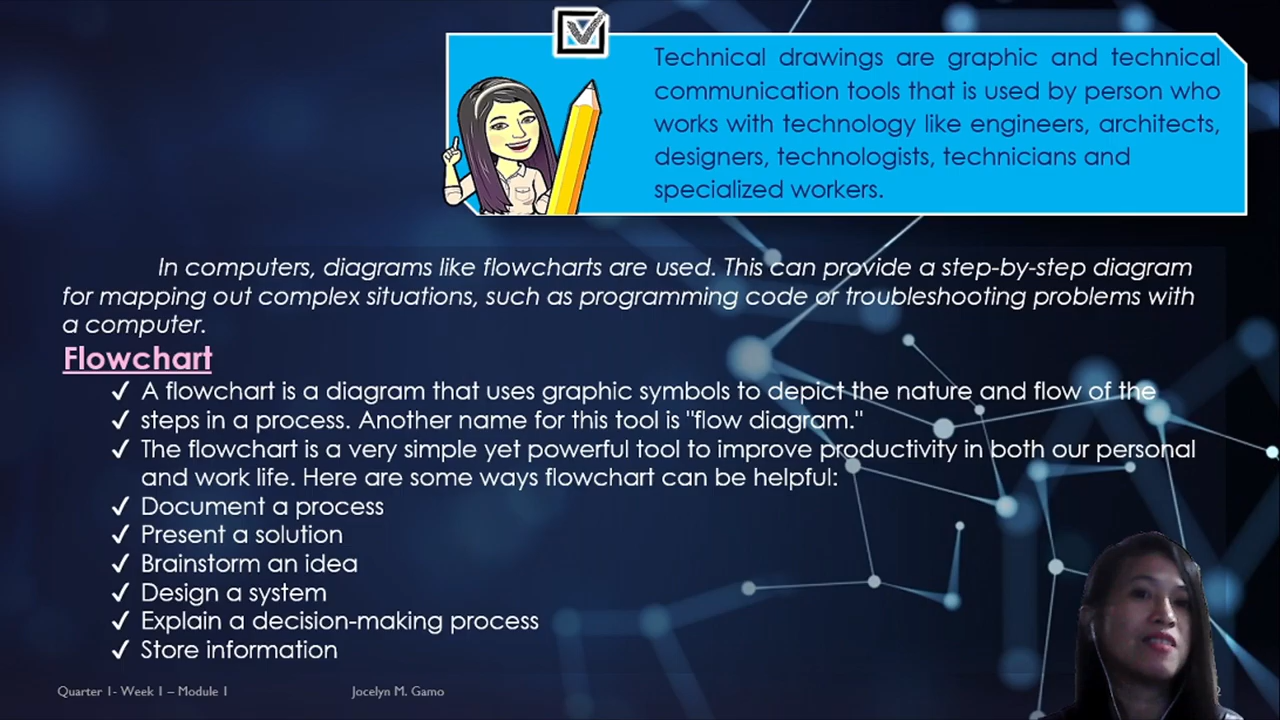 Technical drawings are graphic and technical
communication tools that is used by person who
works with technology like engineers, architects,
designers, technologists, technicians and
specialized workers.
In computers, diagrams like flowcharts are used. This can provide a step-by-step diagram
for mapping out complex situations, such as programming code or troubleshooting problems with
a computer.
Flowchart
✓ A flowchart is a diagram that uses graphic symbols to depict the nature and flow of the
✓ steps in a process. Another name for this tool is "flow diagram."
✓ The flowchart is a very simple yet powerful tool to improve productivity in both our personal
and work life. Here are some ways flowchart can be helpful:
✓ Document a process
✓ Present a solution
✓ Brainstorm an idea
✓ Design a system
✓ Explain a decision-making process
✓ Store information
Quarter 1- Week 1 – Module 1
Jocelyn M. Gamo